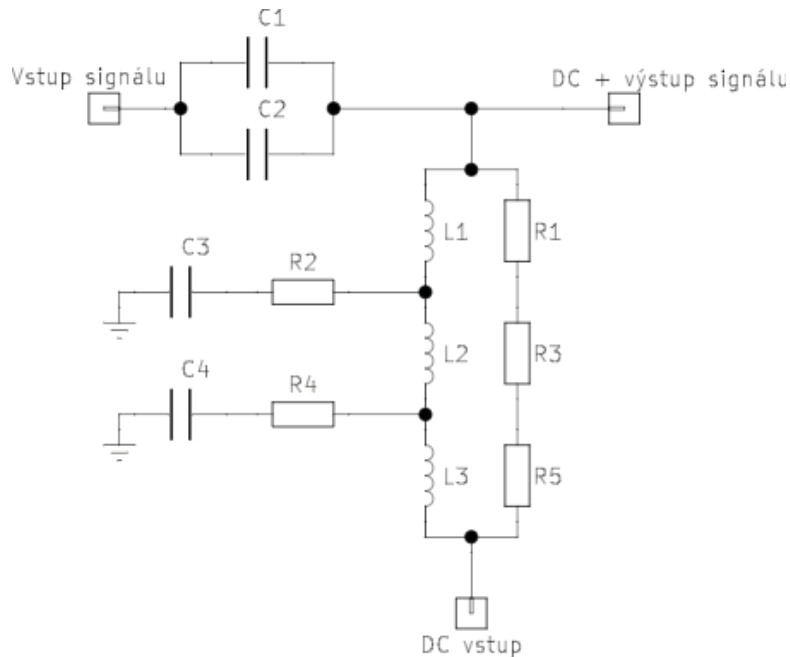 C1
Vstup signálu
DC + výstup signálu
C2
L1
R1
C3
R2
L2
R3
C4
R4
L3
R5
DC vstup